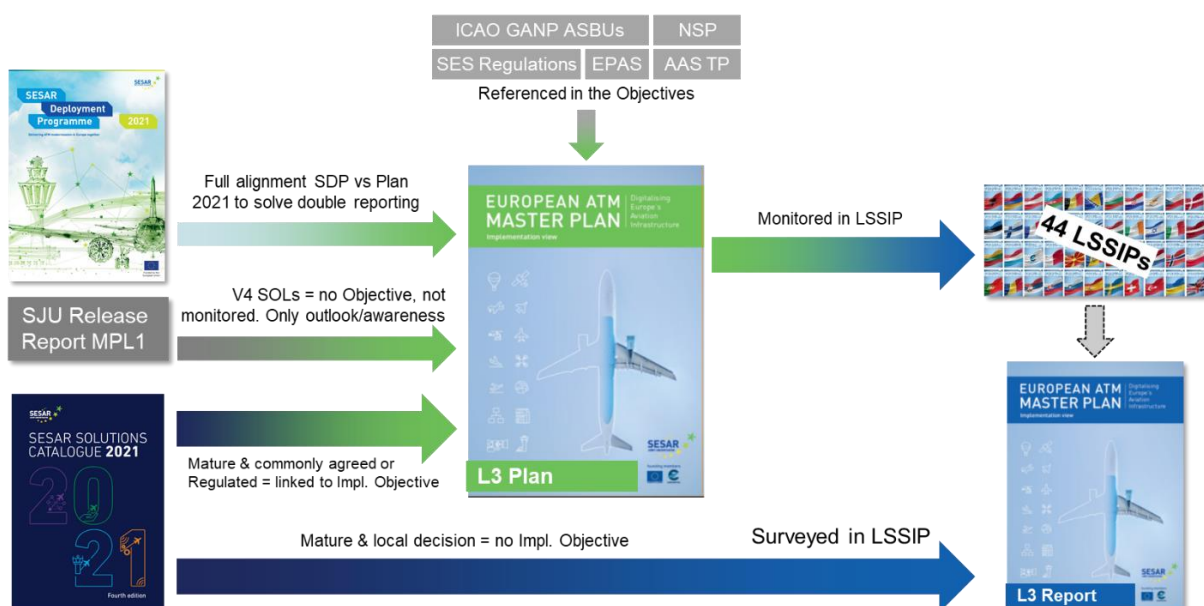 ICAO GANP ASBUs
NSP
SES Regulations
EPAS
AAS TP
Referenced in the Objectives
SESAR
SESAR
Deployment
Programme
2021
Full alignment SDP vs Plan
2021 to solve double reporting
EUROPEAN ATM
MASTER PLAN
Digitalising
Europe's
Aviation
Infrastructure
Implementation view
Monitored in LSSIP
44 LSSIPs
SJU Release
Report MPL1
V4 SOLs = no Objective, not
monitored. Only outlook/awareness
SESAR
SESAR SOLUTIONS
CATALOGUE 2021
2021
Fourth edition
Mature & commonly agreed or
Regulated = linked to Impl. Objective
SESAR
L3 Plan
EUROPEAN ATM
MASTER PLAN
Digitalising
Europe's
Aviation
Infrastructure
Implementation view
Mature & local decision = no Impl. Objective
Surveyed in LSSIP
SESAR
L3 Report